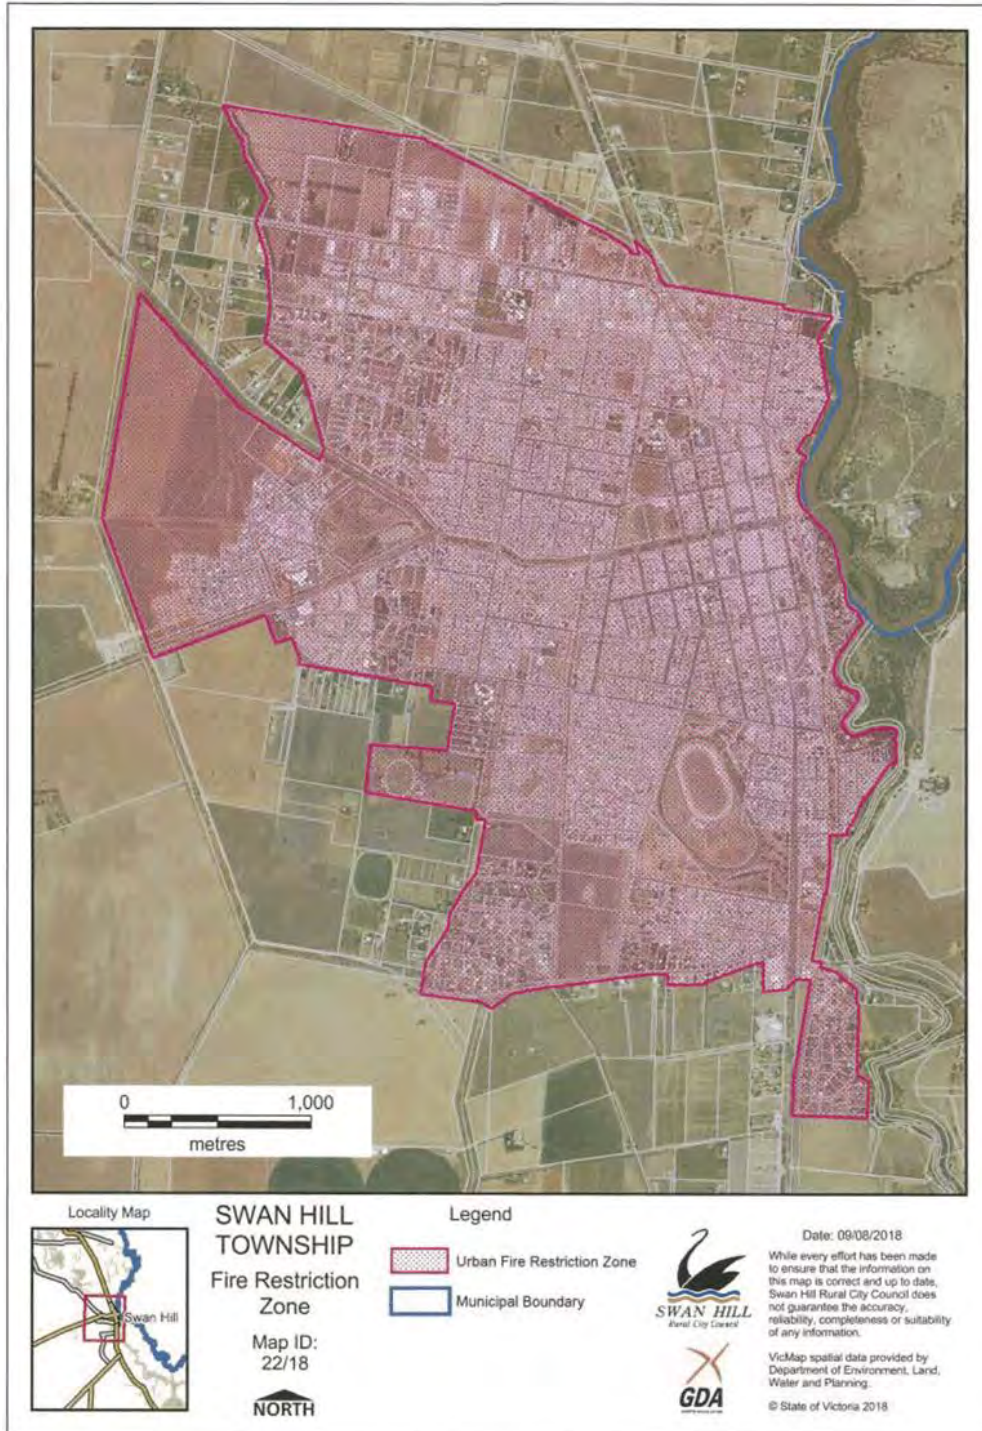 0 1,000
metres
Locality Map
Swan Hill
SWAN HILL
TOWNSHIP
Fire Restriction
Zone
Map ID:
22/18
NORTH
Legend
Urban Fire Restriction Zone
Municipal Boundary
SWAN HILL
Rural City Council
GDA
Date: 09/08/2018
While every effort has been made
to ensure that the information on
this map is correct and up to date,
Swan Hill Rural City Council does
not guarantee the accuracy,
reliability, completeness or suitability
of any information.
VicMap spatial data provided by
Department of Environment, Land,
Water and Planning.
© State of Victoria 2018